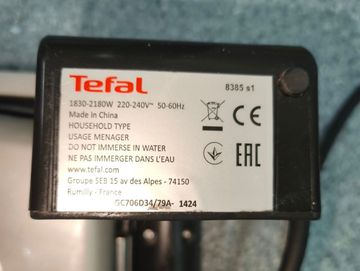 Tefal
8385 s1
1830-2180W 220-240V~ 50-60Hz
Made in China
HOUSEHOLD TYPE
USAGE MENAGER
DO NOT IMMERSE IN WATER
NE PAS IMMERGER DANS L'EAU
www.tefal.com
Groupe SEB 15 av des Alpes - 74150
Rumilly - France
GC706D34/79A- 1424
CE
EAC